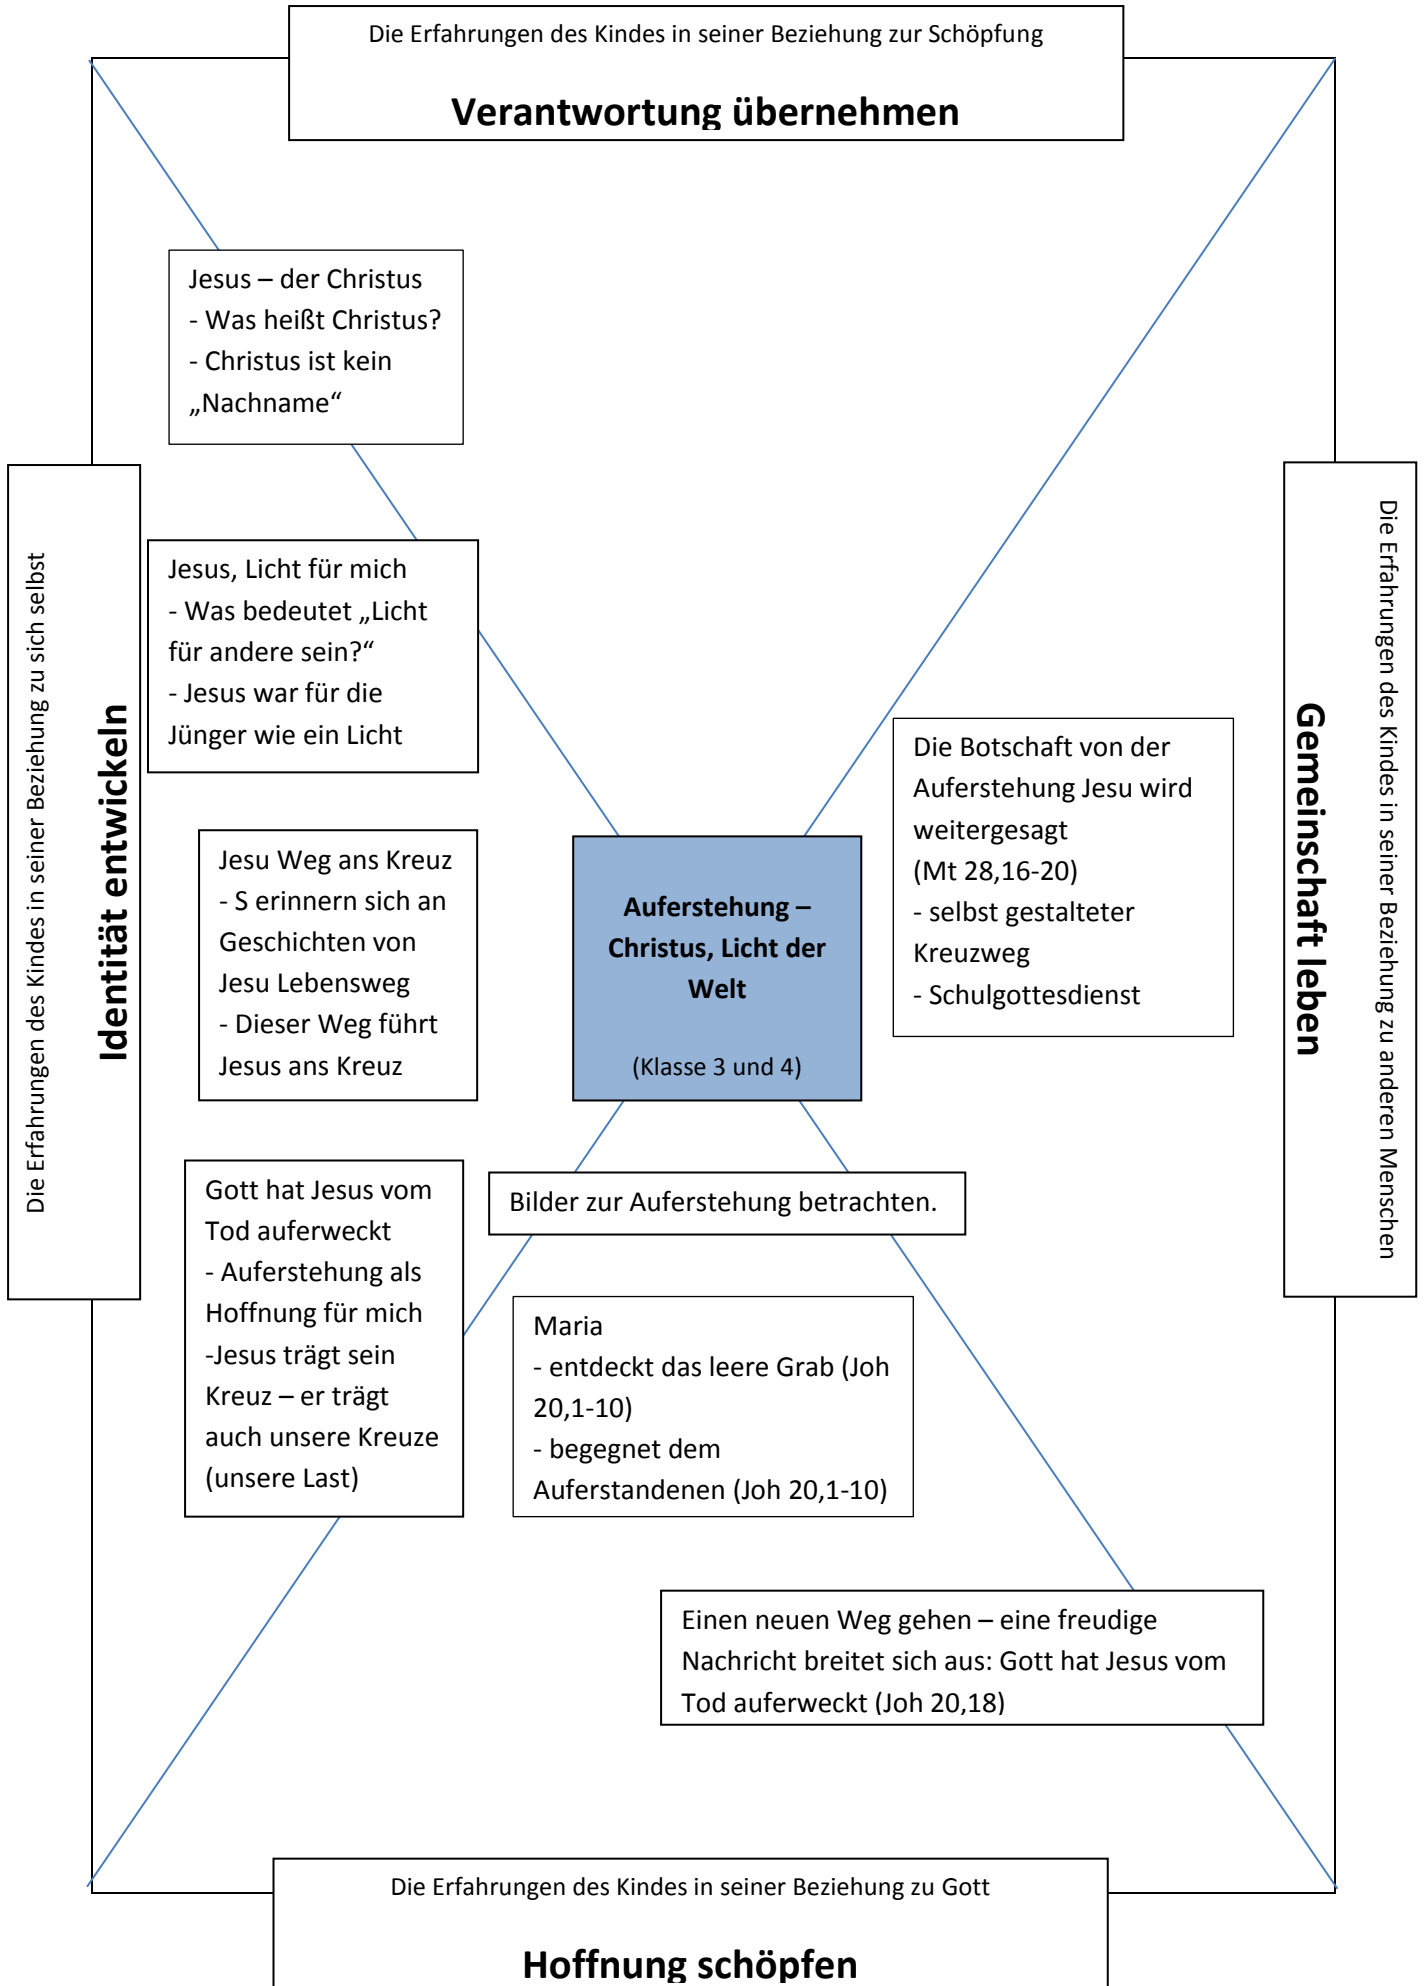 Die Erfahrungen des Kindes in seiner Beziehung zur Schöpfung
Verantwortung übernehmen
Jesus – der Christus
- Was heißt Christus?
- Christus ist kein
„Nachname“
Die Erfahrungen des Kindes in seiner Beziehung zu sich selbst
Identität entwickeln
Jesus, Licht für mich
- Was bedeutet „Licht
für andere sein?“
- Jesus war für die
Jünger wie ein Licht
Jesu Weg ans Kreuz
- S erinnern sich an
Geschichten von
Jesu Lebensweg
- Dieser Weg führt
Jesus ans Kreuz
Auferstehung –
Christus, Licht der
Welt
(Klasse 3 und 4)
Die Botschaft von der
Auferstehung Jesu wird
weitergesagt
(Mt 28,16-20)
- selbst gestalteter
Kreuzweg
- Schulgottesdienst
Die Erfahrungen des Kindes in seiner Beziehung zu anderen Menschen
Gemeinschaft leben
Gott hat Jesus vom
Tod auferweckt
- Auferstehung als
Hoffnung für mich
-Jesus trägt sein
Kreuz – er trägt
auch unsere Kreuze
(unsere Last)
Bilder zur Auferstehung betrachten.
Maria
- entdeckt das leere Grab (Joh
20,1-10)
- begegnet dem
Auferstandenen (Joh 20,1-10)
Einen neuen Weg gehen – eine freudige
Nachricht breitet sich aus: Gott hat Jesus vom
Tod auferweckt (Joh 20,18)
Die Erfahrungen des Kindes in seiner Beziehung zu Gott
Hoffnung schöpfen